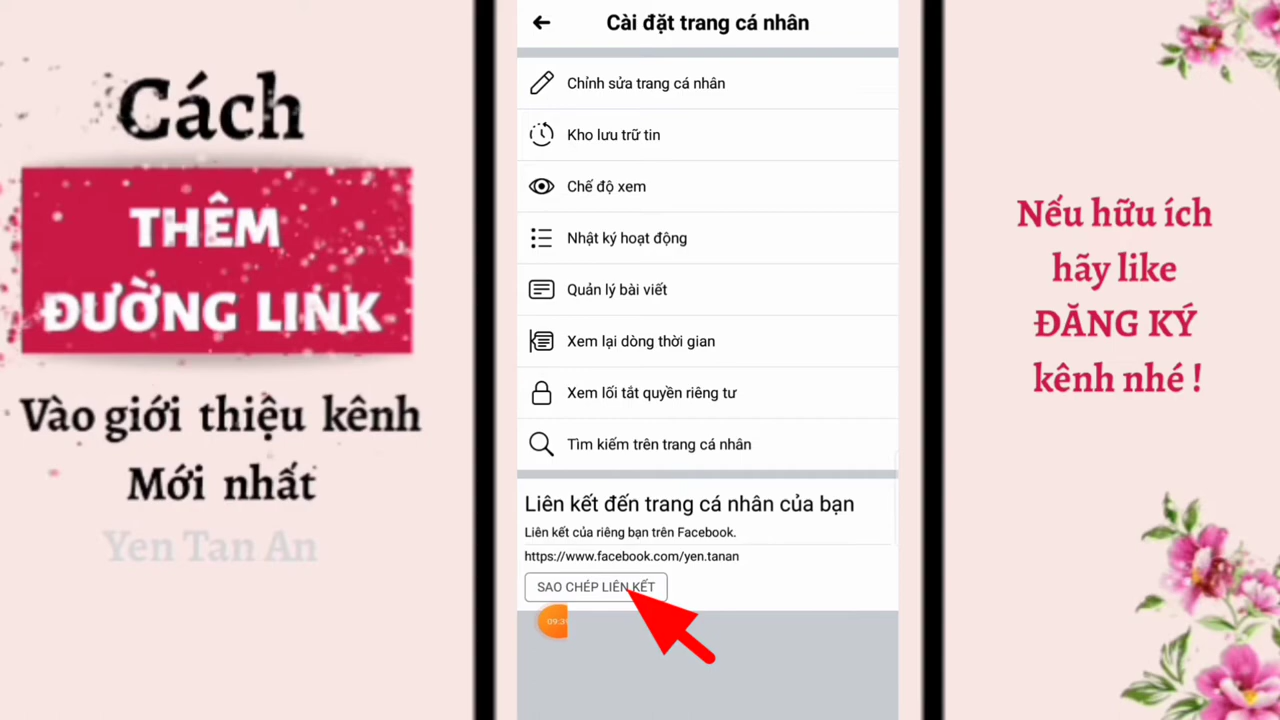 Cách
THÊM
ĐƯỜNG LINK
Vào giới thiệu kênh
Mới nhất
Yen Tan An
Cài đặt trang cá nhân
Chỉnh sửa trang cá nhân
Kho lưu trữ tin
Chế độ xem
Nhật ký hoạt động
Quản lý bài viết
Xem lại dòng thời gian
Xem lối tắt quyền riêng tư
Tìm kiếm trên trang cá nhân
Liên kết đến trang cá nhân của bạn
Liên kết của riêng bạn trên Facebook.
https://www.facebook.com/yen.tanan
SAO CHÉP LIÊN KẾT
Nếu hữu ích
hãy like
ĐĂNG KÝ
kênh nhé !